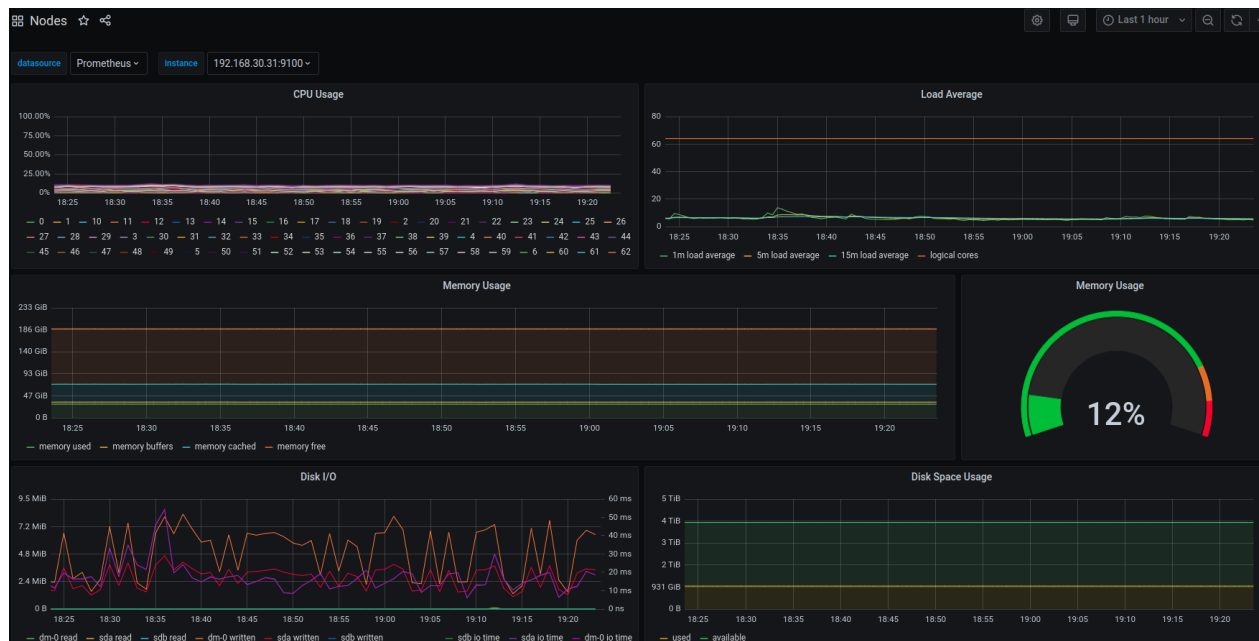 Nodes
Last 1 hour
datasource Prometheus instance 192.168.30.31:9100
CPU Usage
100.00%
75.00%
50.00%
25.00%
0%
18:25 18:30 18:35 18:40 18:45 18:50 18:55 19:00 19:05 19:10 19:15 19:20
0 1 10 11 12 13 14 15 16 17 18 19 2 20 21 22 23 24 25 26
27 28 29 3 30 31 32 33 34 35 36 37 38 39 4 40 41 42 43 44
45 46 47 48 49 5 50 51 52 53 54 55 56 57 58 59 6 60 61 62
Load Average
80
60
40
20
0
18:25 18:30 18:35 18:40 18:45 18:50 18:55 19:00 19:05 19:10 19:15 19:20
1m load average 5m load average 15m load average logical cores
Memory Usage
233 GiB
186 GiB
140 GiB
93 GiB
47 GiB
0 B
18:25 18:30 18:35 18:40 18:45 18:50 18:55 19:00 19:05 19:10 19:15 19:20
memory used memory buffers memory cached memory free
Memory Usage
12%
Disk I/O
9.5 MiB
7.2 MiB
4.8 MiB
2.4 MiB
0 B
60 ms
50 ms
40 ms
30 ms
20 ms
10 ms
0 ns
18:25 18:30 18:35 18:40 18:45 18:50 18:55 19:00 19:05 19:10 19:15 19:20
dm-0 read sda read sdb read dm-0 written sda written sdb written sdb io time sda io time dm-0 io time
Disk Space Usage
5 TiB
4 TiB
3 TiB
2 TiB
931 GiB
0 B
18:25 18:30 18:35 18:40 18:45 18:50 18:55 19:00 19:05 19:10 19:15 19:20
used available